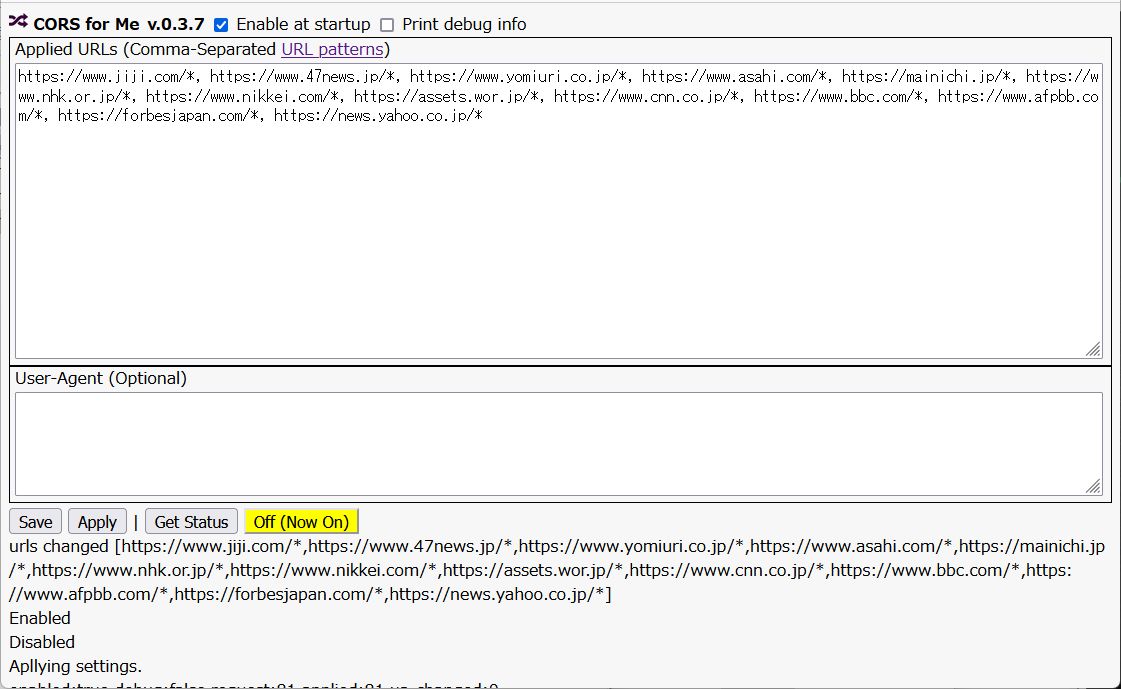 CORS for Me v.0.3.7 Enable at startup Print debug info
Applied URLs (Comma-Separated URL patterns)
https://www.jiji.com/*, https://www.47news.jp/*, https://www.yomiuri.co.jp/*, https://www.asahi.com/*, https://mainichi.jp/*, https://w
ww.nhk.or.jp/*, https://www.nikkei.com/*, https://assets.wor.jp/*, https://www.cnn.co.jp/*, https://www.bbc.com/*, https://www.afpbb.co
m/*, https://forbesjapan.com/*, https://news.yahoo.co.jp/*
User-Agent (Optional)
Save Apply | Get Status Off (Now On)
urls changed [https://www.jiji.com/*,https://www.47news.jp/*,https://www.yomiuri.co.jp/*,https://www.asahi.com/*,https://mainichi.jp
/*,https://www.nhk.or.jp/*,https://www.nikkei.com/*,https://assets.wor.jp/*,https://www.cnn.co.jp/*,https://www.bbc.com/*,https:
//www.afpbb.com/*,https://forbesjapan.com/*,https://news.yahoo.co.jp/*]
Enabled
Disabled
Apllying settings.